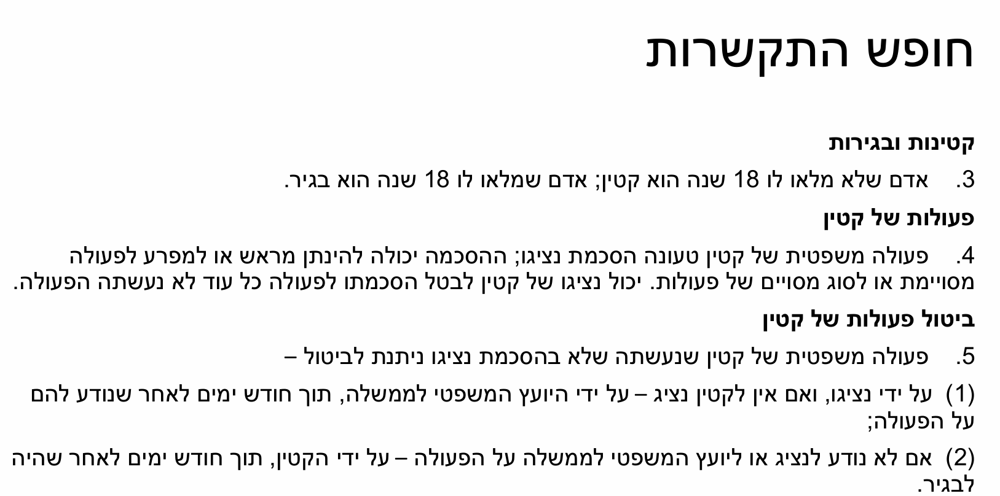 חופש התקשרות
קטינות ובגירות
3. אדם שלא מלאו לו 18 שנה הוא קטין; אדם שמלאו לו 18 שנה הוא בגיר.
פעולות של קטין
4. פעולה משפטית של קטין טעונה הסכמת נציגו; ההסכמה יכולה להינתן מראש או למפרע לפעולה
מסויימת או לסוג מסויים של פעולות. יכול נציגו של קטין לבטל הסכמתו לפעולה כל עוד לא נעשתה הפעולה.
ביטול פעולות של קטין
5. פעולה משפטית של קטין שנעשתה שלא בהסכמת נציגו ניתנת לביטול –
(1) על ידי נציגו, ואם אין לקטין נציג – על ידי היועץ המשפטי לממשלה, תוך חודש ימים לאחר שנודע להם
על הפעולה;
(2) אם לא נודע לנציג או ליועץ המשפטי לממשלה על הפעולה – על ידי הקטין, תוך חודש ימים לאחר שהיה
לבגיר.